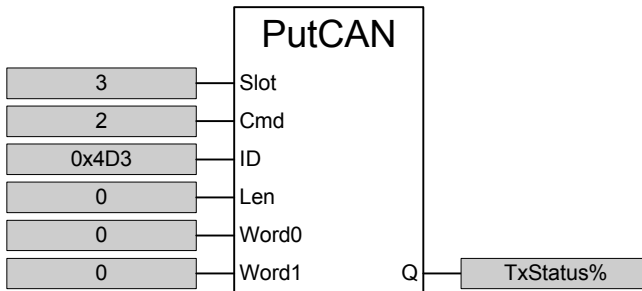 PutCAN
3 Slot
2 Cmd
0x4D3 ID
0 Len
0 Word0
0 Word1 Q TxStatus%